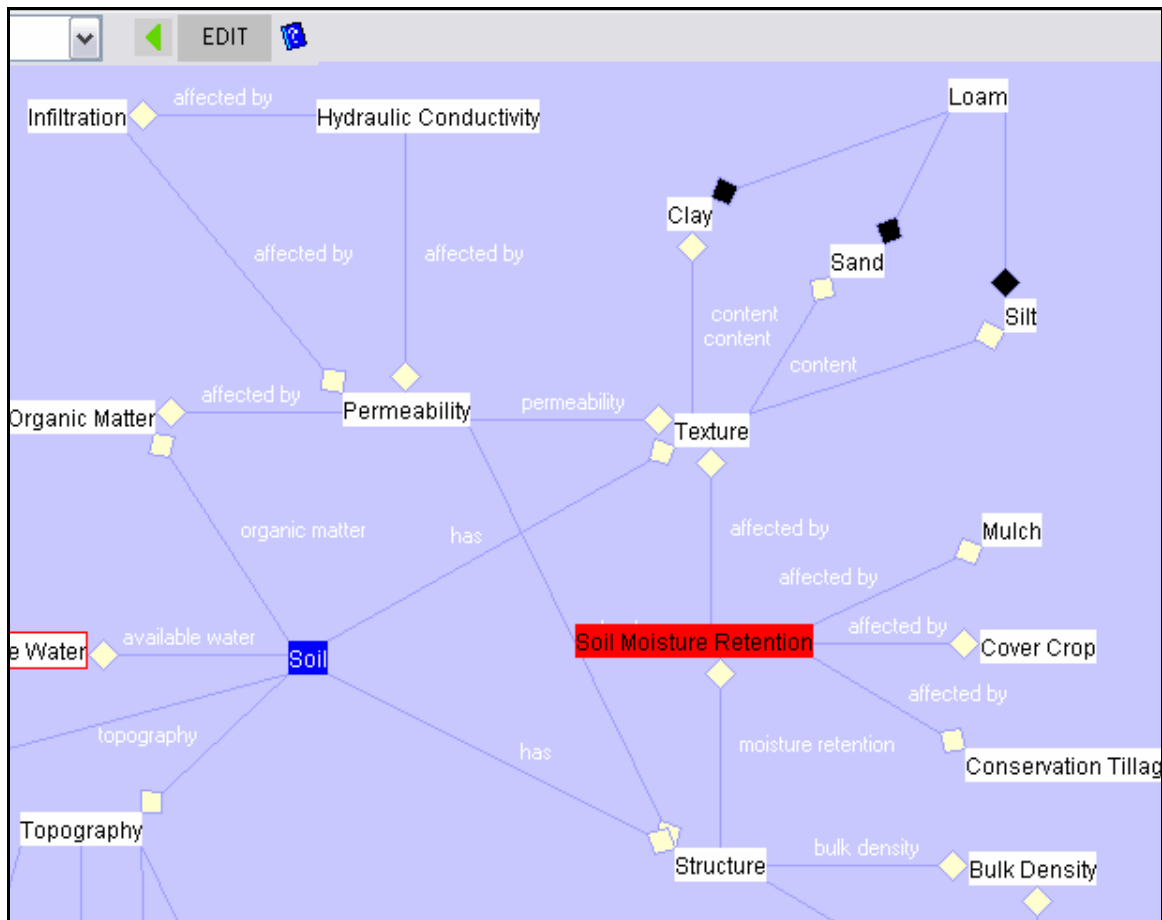 EDIT
affected by
Loam
Infiltration
Hydraulic Conductivity
Clay
Sand
affected by
affected by
content
Silt
content
content
affected by
permeability
Organic Matter
Permeability
Texture
organic matter
has
affected by
Mulch
affected by
available water
affected by
e Water
Soil
Soil Moisture Retention
Cover Crop
affected by
topography
has
moisture retention
Conservation Tillag
Topography
bulk density
Structure
Bulk Density